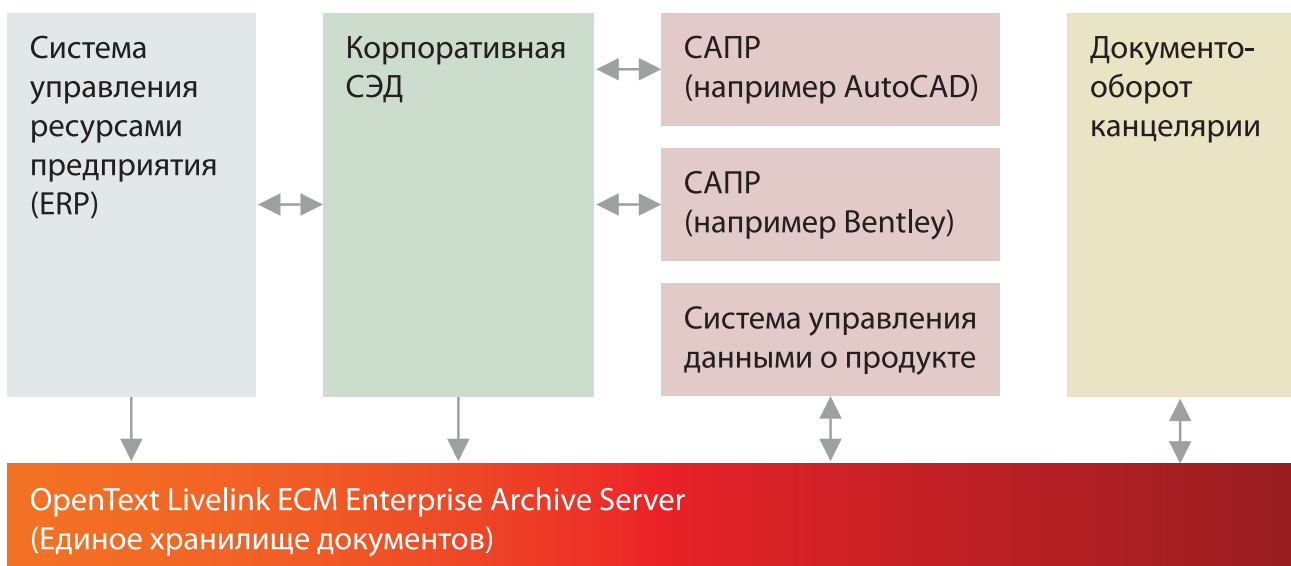 Система
управления
ресурсами
предприятия
(ERP)
Корпоративная
СЭД
САПР
(например AutoCAD)
САПР
(например Bentley)
Система управления
данными о продукте
Документо-
оборот
канцелярии
OpenText Livelink ECM Enterprise Archive Server
(Единое хранилище документов)